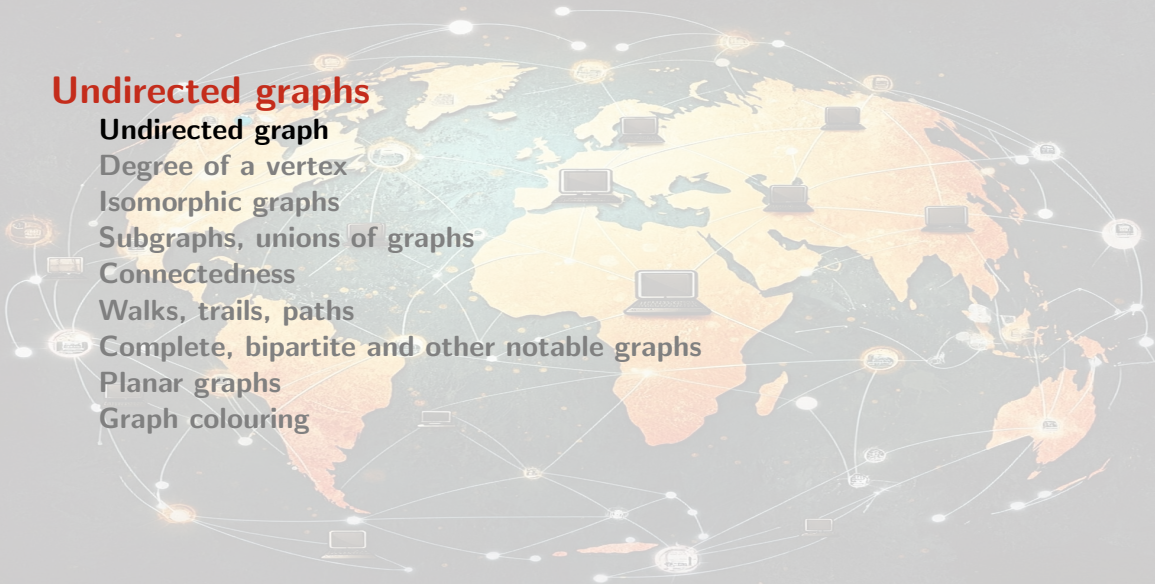 Undirected graphs
Undirected graph
Degree of a vertex
Isomorphic graphs
Subgraphs, unions of graphs
Connectedness
Walks, trails, paths
Complete, bipartite and other notable graphs
Planar graphs
Graph colouring